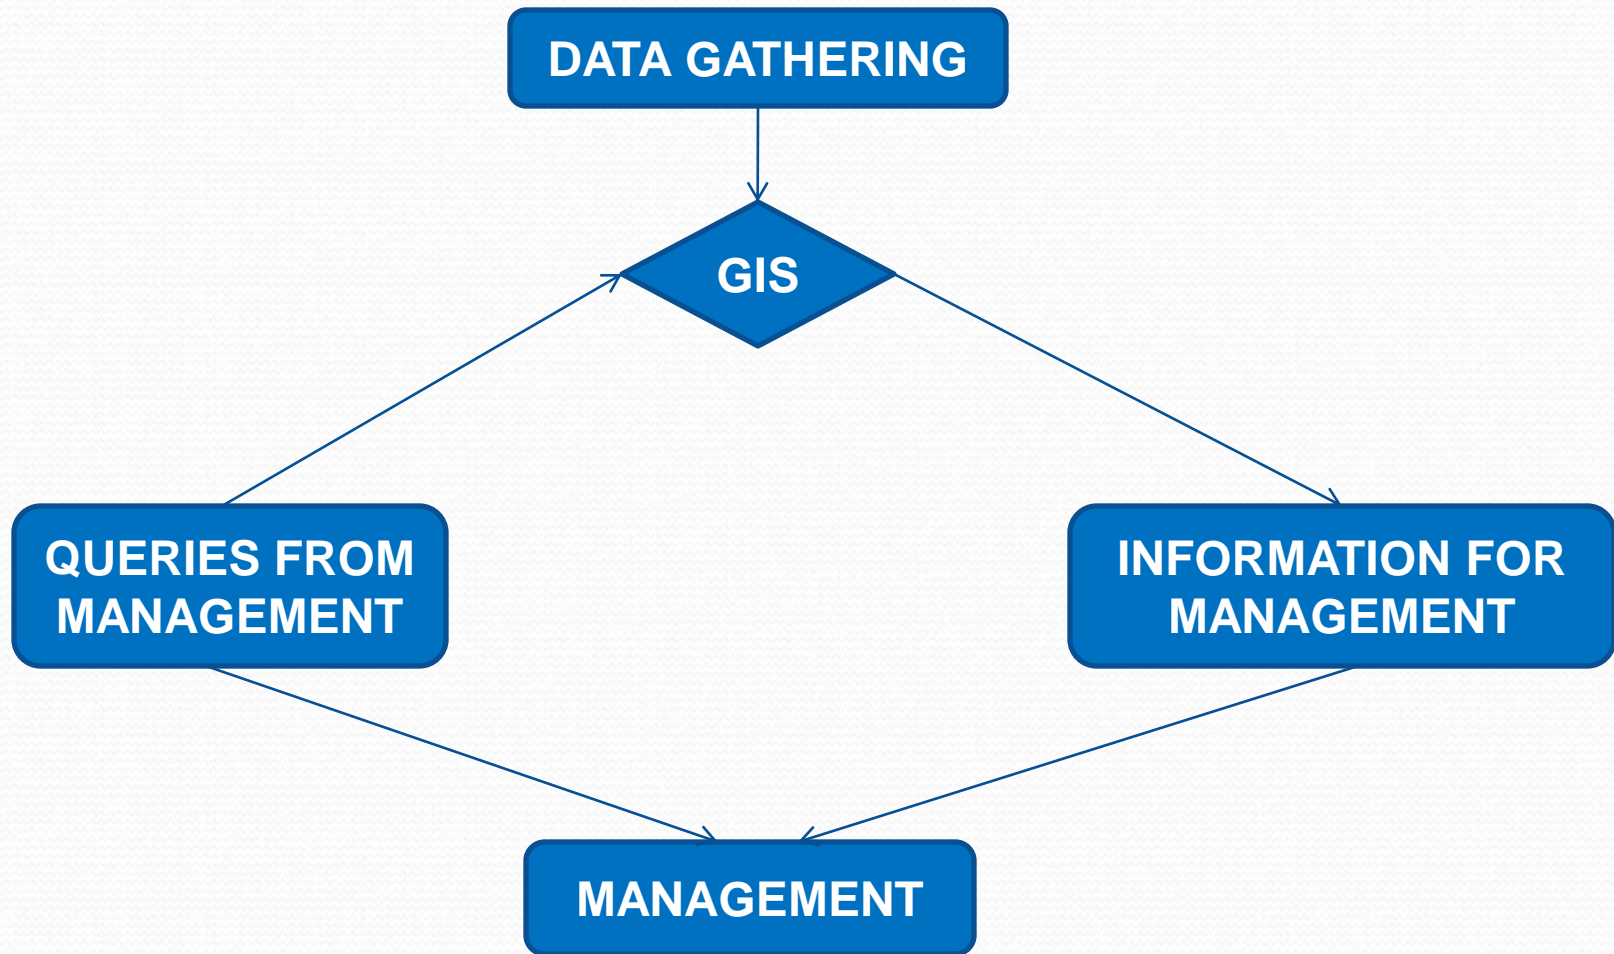 DATA GATHERING
GIS
QUERIES FROM
MANAGEMENT
INFORMATION FOR
MANAGEMENT
MANAGEMENT